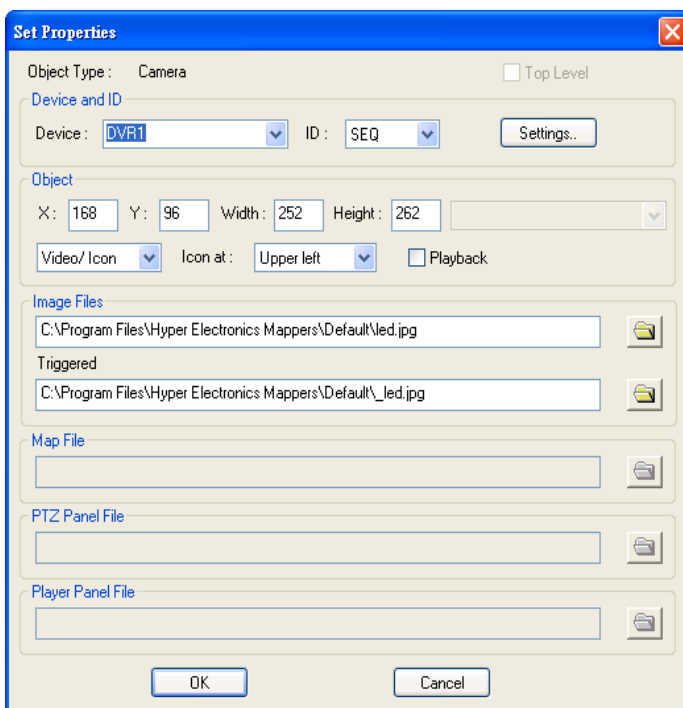 Set Properties
Object Type : Camera Top Level
Device and ID
Device : DVR1 ID : SEQ Settings..
Object
X : 168 Y : 96 Width : 252 Height : 262
Video/ Icon Icon at : Upper left Playback
Image Files
C:\Program Files\Hyper Electronics Mappers\Default\led.jpg
Triggered
C:\Program Files\Hyper Electronics Mappers\Default\_led.jpg
Map File
PTZ Panel File
Player Panel File
OK Cancel